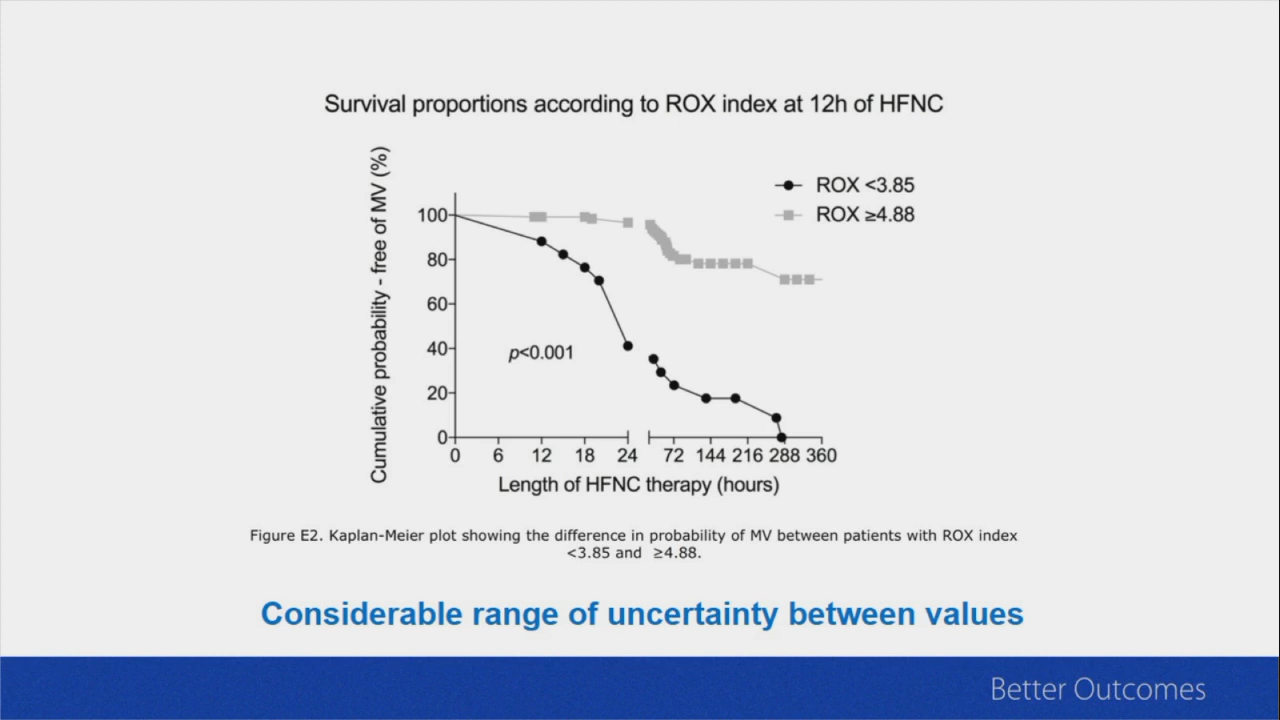 Survival proportions according to ROX index at 12h of HFNC
Cumulative probability - free of MV (%)
ROX <3.85
ROX ≥4.88
100
80
60
40
20
0
p<0.001
0 6 12 18 24 72 144 216 288 360
Length of HFNC therapy (hours)
Figure E2. Kaplan-Meier plot showing the difference in probability of MV between patients with ROX index
<3.85 and ≥4.88.
Considerable range of uncertainty between values
Better Outcomes